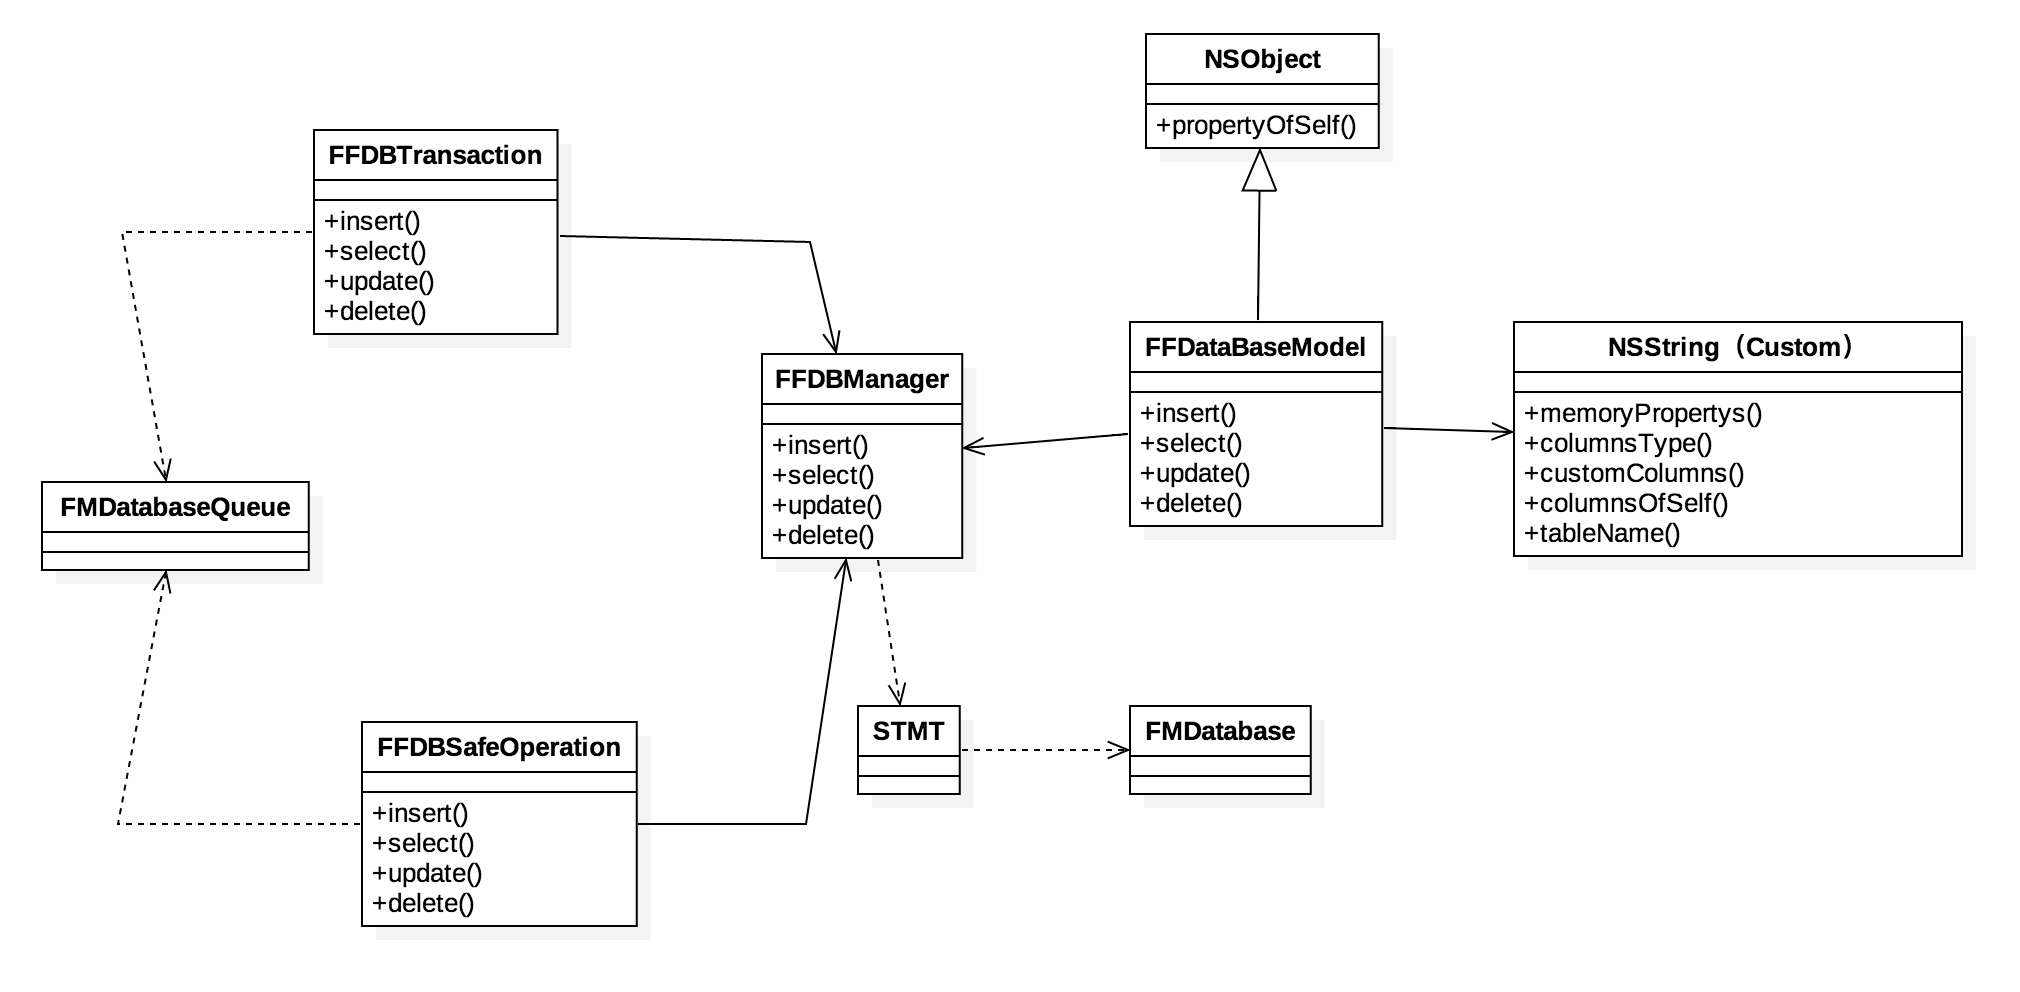 NSObject
+propertyOfSelf()
FFDBTransaction
+insert()
+select()
+update()
+delete()
FFDBManager
+insert()
+select()
+update()
+delete()
FFDataBaseModel
+insert()
+select()
+update()
+delete()
NSString（Custom）
+memoryPropertys()
+columnsType()
+customColumns()
+columnsOfSelf()
+tableName()
FMDatabaseQueue
FFDBSafeOperation
+insert()
+select()
+update()
+delete()
STMT
FMDatabase